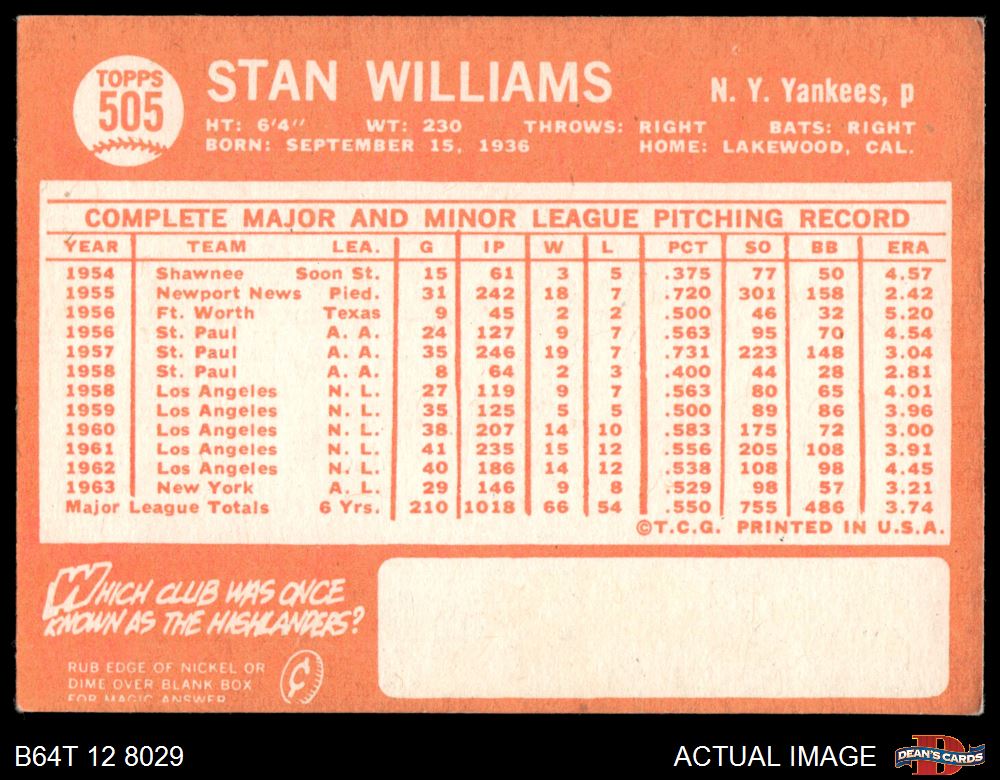 TOPPS
505
STAN WILLIAMS
N. Y. Yankees, p
HT: 6'4" WT: 230 THROWS: RIGHT BATS: RIGHT
BORN: SEPTEMBER 15, 1936 HOME: LAKEWOOD, CAL.
COMPLETE MAJOR AND MINOR LEAGUE PITCHING RECORD
YEAR TEAM LEA. G IP W L PCT SO BB ERA
1954 Shawnee Soon St. 15 61 3 5 .375 77 50 4.57
1955 Newport News Pied. 31 242 18 7 .720 301 158 2.42
1956 Ft. Worth Texas 9 45 2 2 .500 46 32 5.20
1956 St. Paul A. A. 24 127 9 7 .563 95 70 4.54
1957 St. Paul A. A. 35 246 19 7 .731 223 148 3.04
1958 St. Paul A. A. 8 64 2 3 .400 44 28 2.81
1958 Los Angeles N. L. 27 119 9 7 .563 80 65 4.01
1959 Los Angeles N. L. 35 125 5 5 .500 89 86 3.96
1960 Los Angeles N. L. 38 207 14 10 .583 175 72 3.00
1961 Los Angeles N. L. 41 235 15 12 .556 205 108 3.91
1962 Los Angeles N. L. 40 186 14 12 .538 108 98 4.45
1963 New York A. L. 29 146 9 8 .529 98 57 3.21
Major League Totals 6 Yrs. 210 1018 66 54 .550 755 486 3.74
©T.C.G. PRINTED IN U.S.A.
WHICH CLUB WAS ONCE
KNOWN AS THE HIGHLANDERS?
RUB EDGE OF NICKEL OR
DIME OVER BLANK BOX
FOR MAGIC ANSWER
¢
B64T 12 8029
ACTUAL IMAGE
D
DEAN'S CARDS